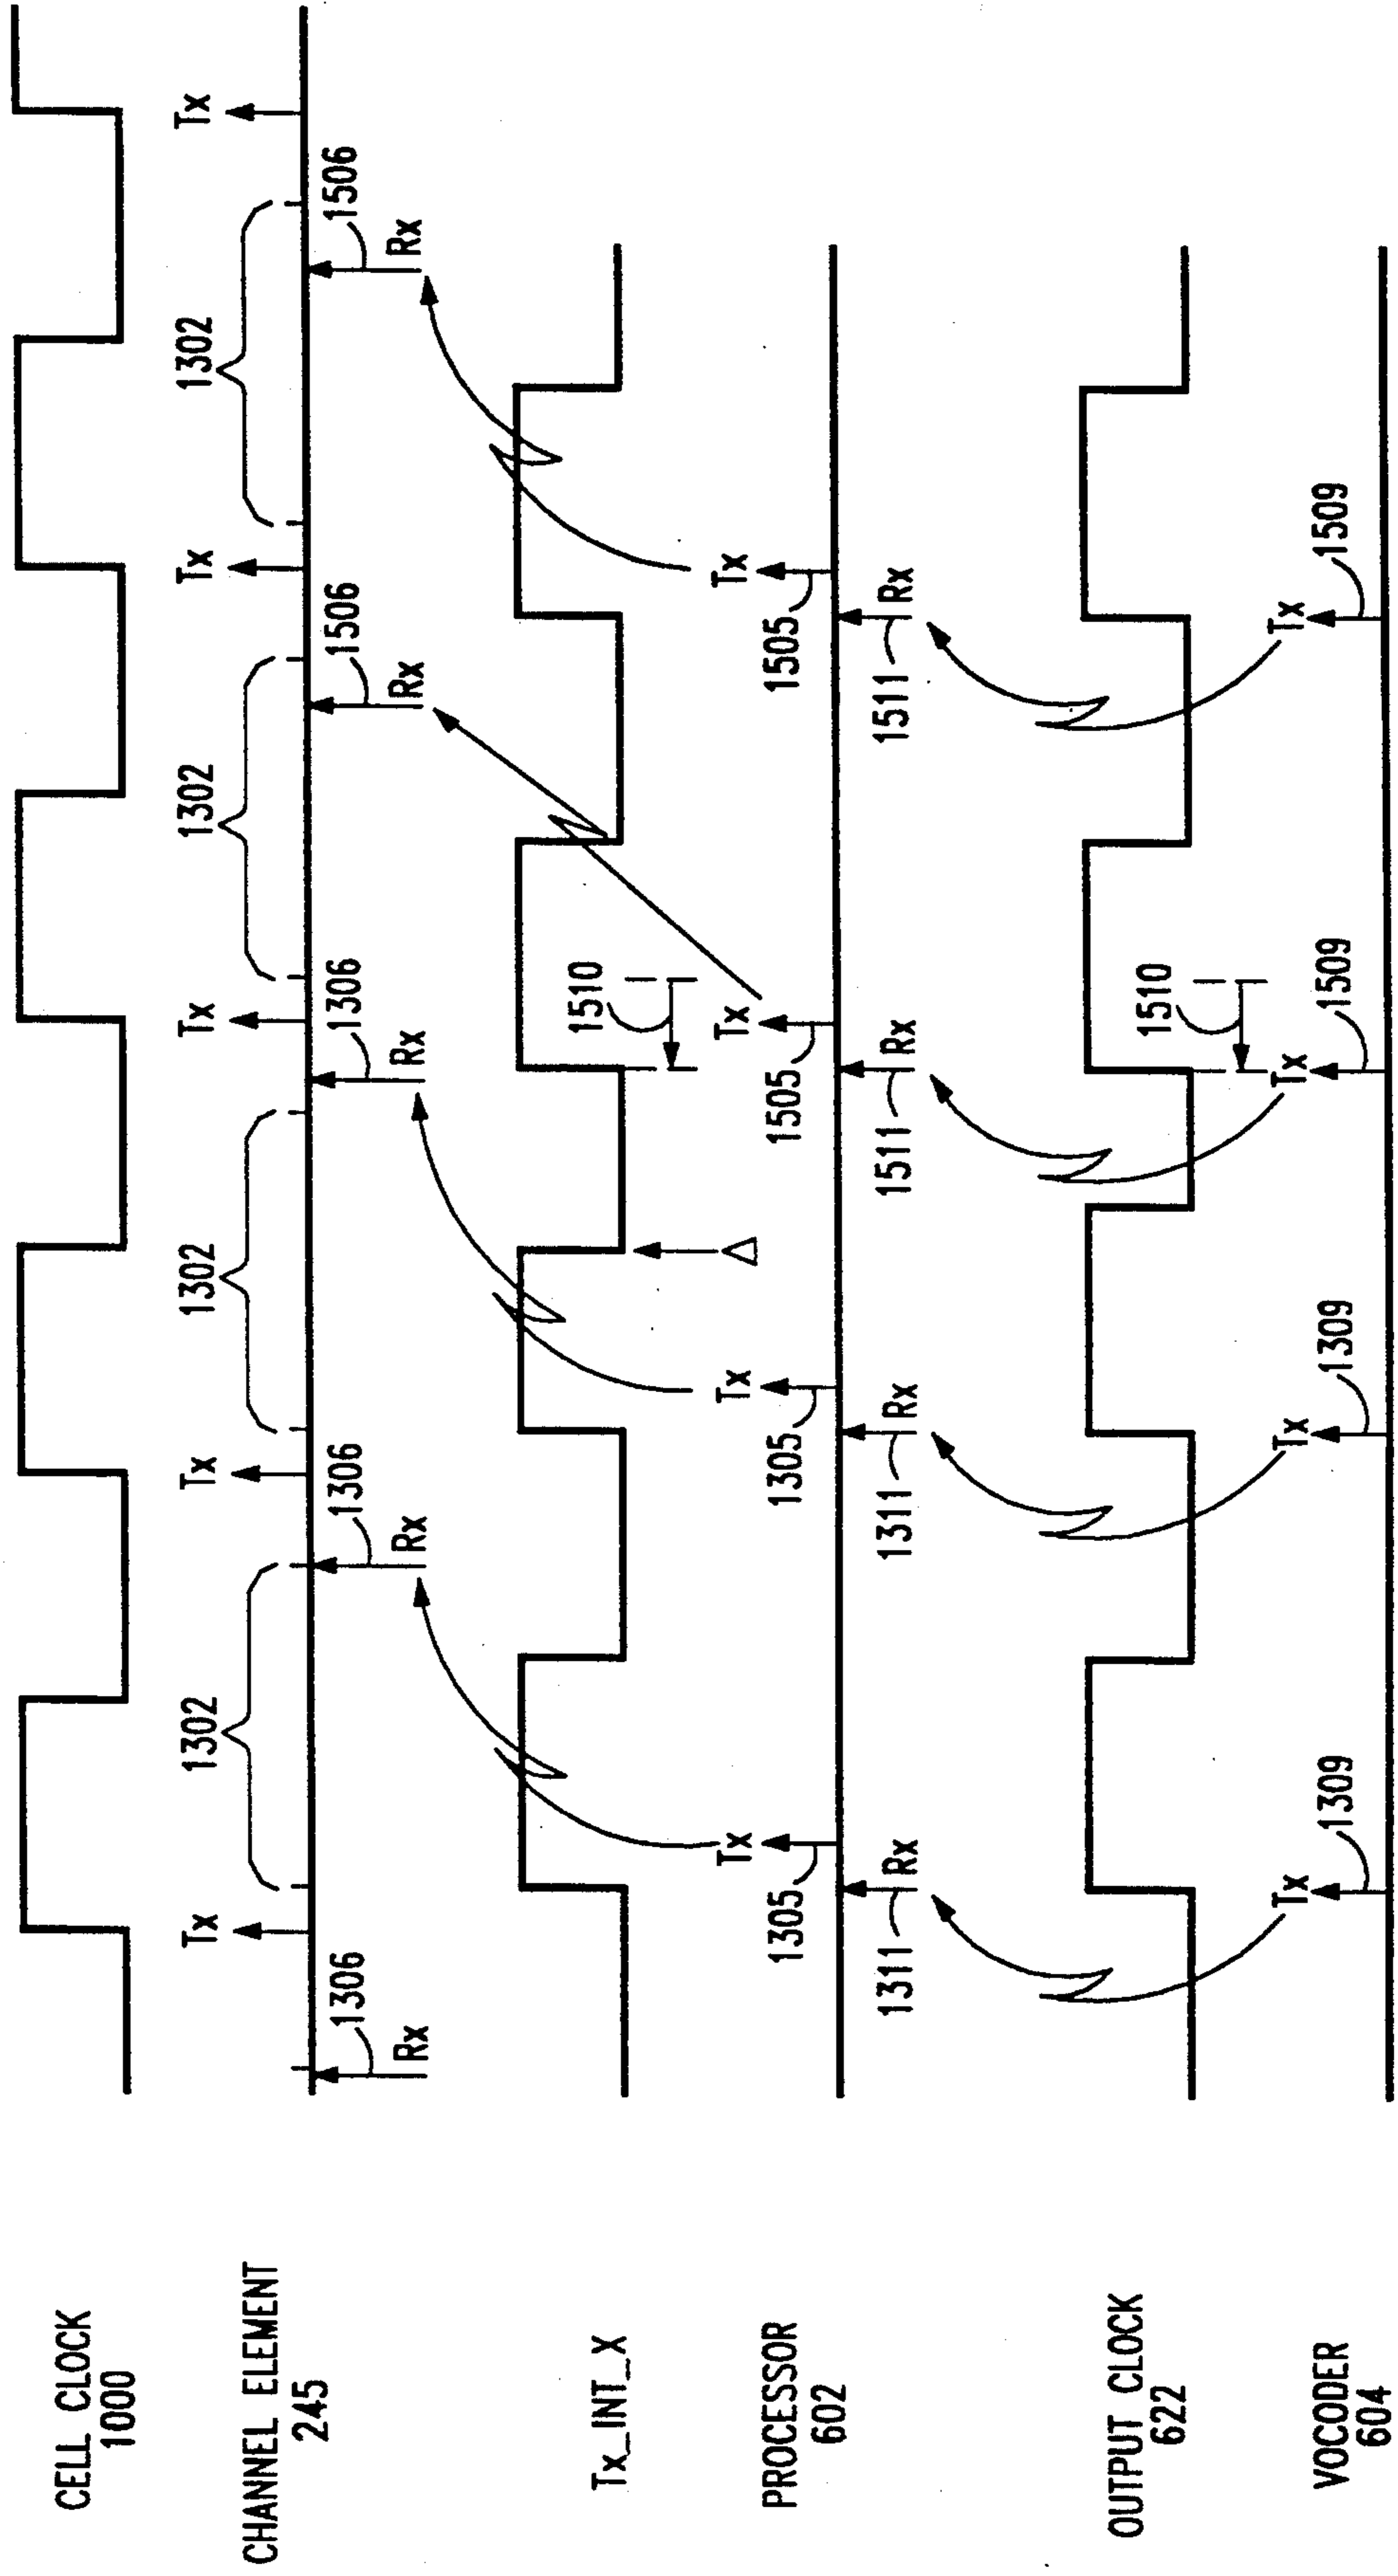 CELL CLOCK
1000
CHANNEL ELEMENT
245
1306
Rx
Tx
1302
1306
Rx
Tx
1302
1306
Rx
Tx
1302
1506
Rx
Tx
1302
1506
Rx
Tx
Tx_INT_X
Δ
1510
PROCESSOR
602
1305
Tx
1311
Rx
1305
Tx
1311
Rx
1505
Tx
1511
Rx
1505
Tx
1511
Rx
OUTPUT CLOCK
622
1510
VOCODER
604
Tx
1309
Tx
1309
Tx
1509
Tx
1509